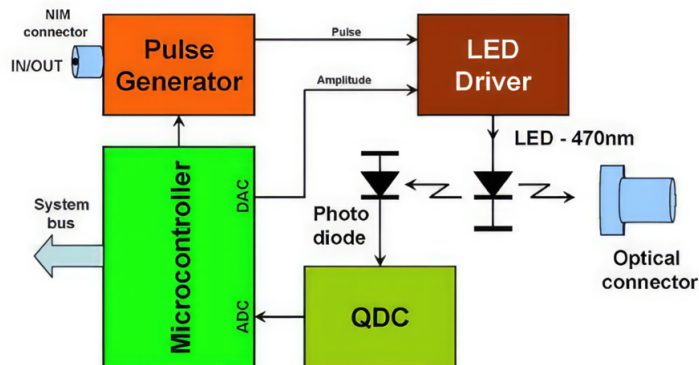 NIM
connector
IN/OUT
Pulse
Generator
Pulse
Amplitude
LED
Driver
LED - 470nm
System
bus
Microcontroller
DAC
ADC
Photo
diode
QDC
Optical
connector